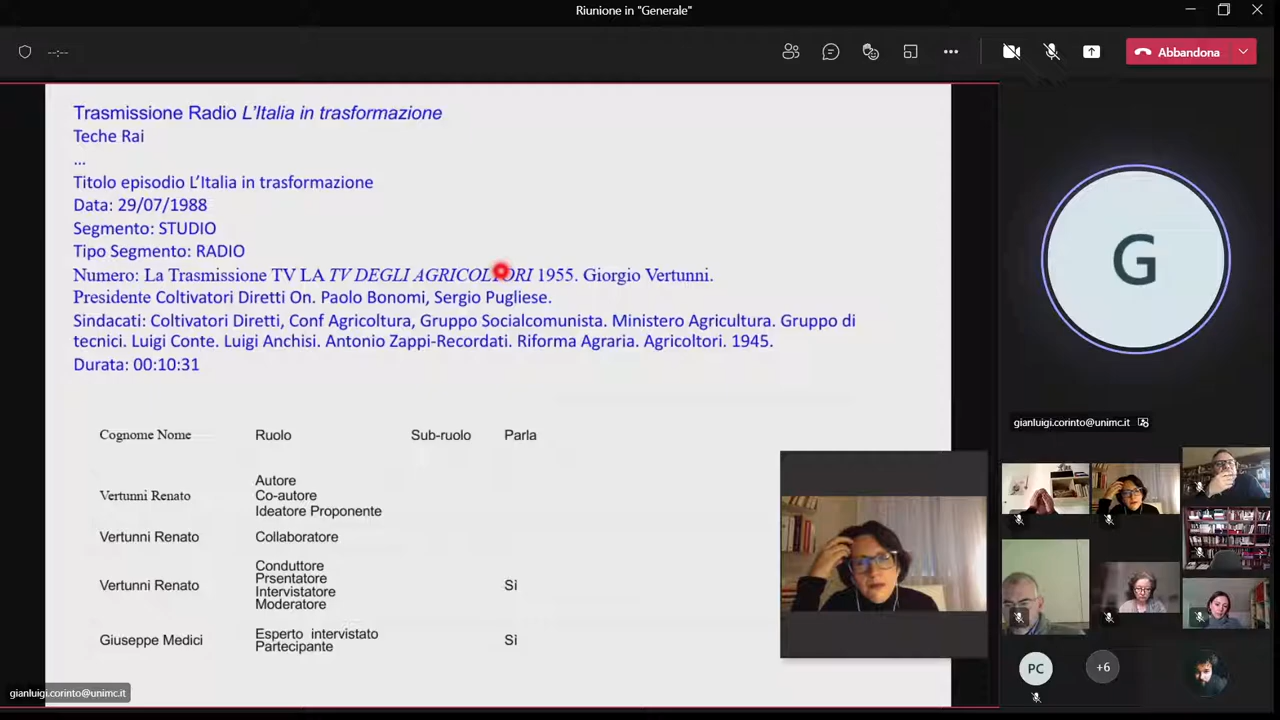 Riunione in "Generale"
--:--
Abbandona
Trasmissione Radio L'Italia in trasformazione
Teche Rai
...
Titolo episodio L'Italia in trasformazione
Data: 29/07/1988
Segmento: STUDIO
Tipo Segmento: RADIO
Numero: La Trasmissione TV LA TV DEGLI AGRICOLTORI 1955. Giorgio Vertunni.
Presidente Coltivatori Diretti On. Paolo Bonomi, Sergio Pugliese.
Sindacati: Coltivatori Diretti, Conf Agricoltura, Gruppo Socialcomunista. Ministero Agricultura. Gruppo di
tecnici. Luigi Conte. Luigi Anchisi. Antonio Zappi-Recordati. Riforma Agraria. Agricoltori. 1945.
Durata: 00:10:31
Cognome Nome Ruolo Sub-ruolo Parla
Autore
Vertunni Renato Co-autore
Ideatore Proponente
Vertunni Renato Collaboratore
Conduttore
Prsentatore
Vertunni Renato Intervistatore Sì
Moderatore
Giuseppe Medici Esperto intervistato Sì
Partecipante
gianluigi.corinto@unimc.it
G
gianluigi.corinto@unimc.it
PC
+6